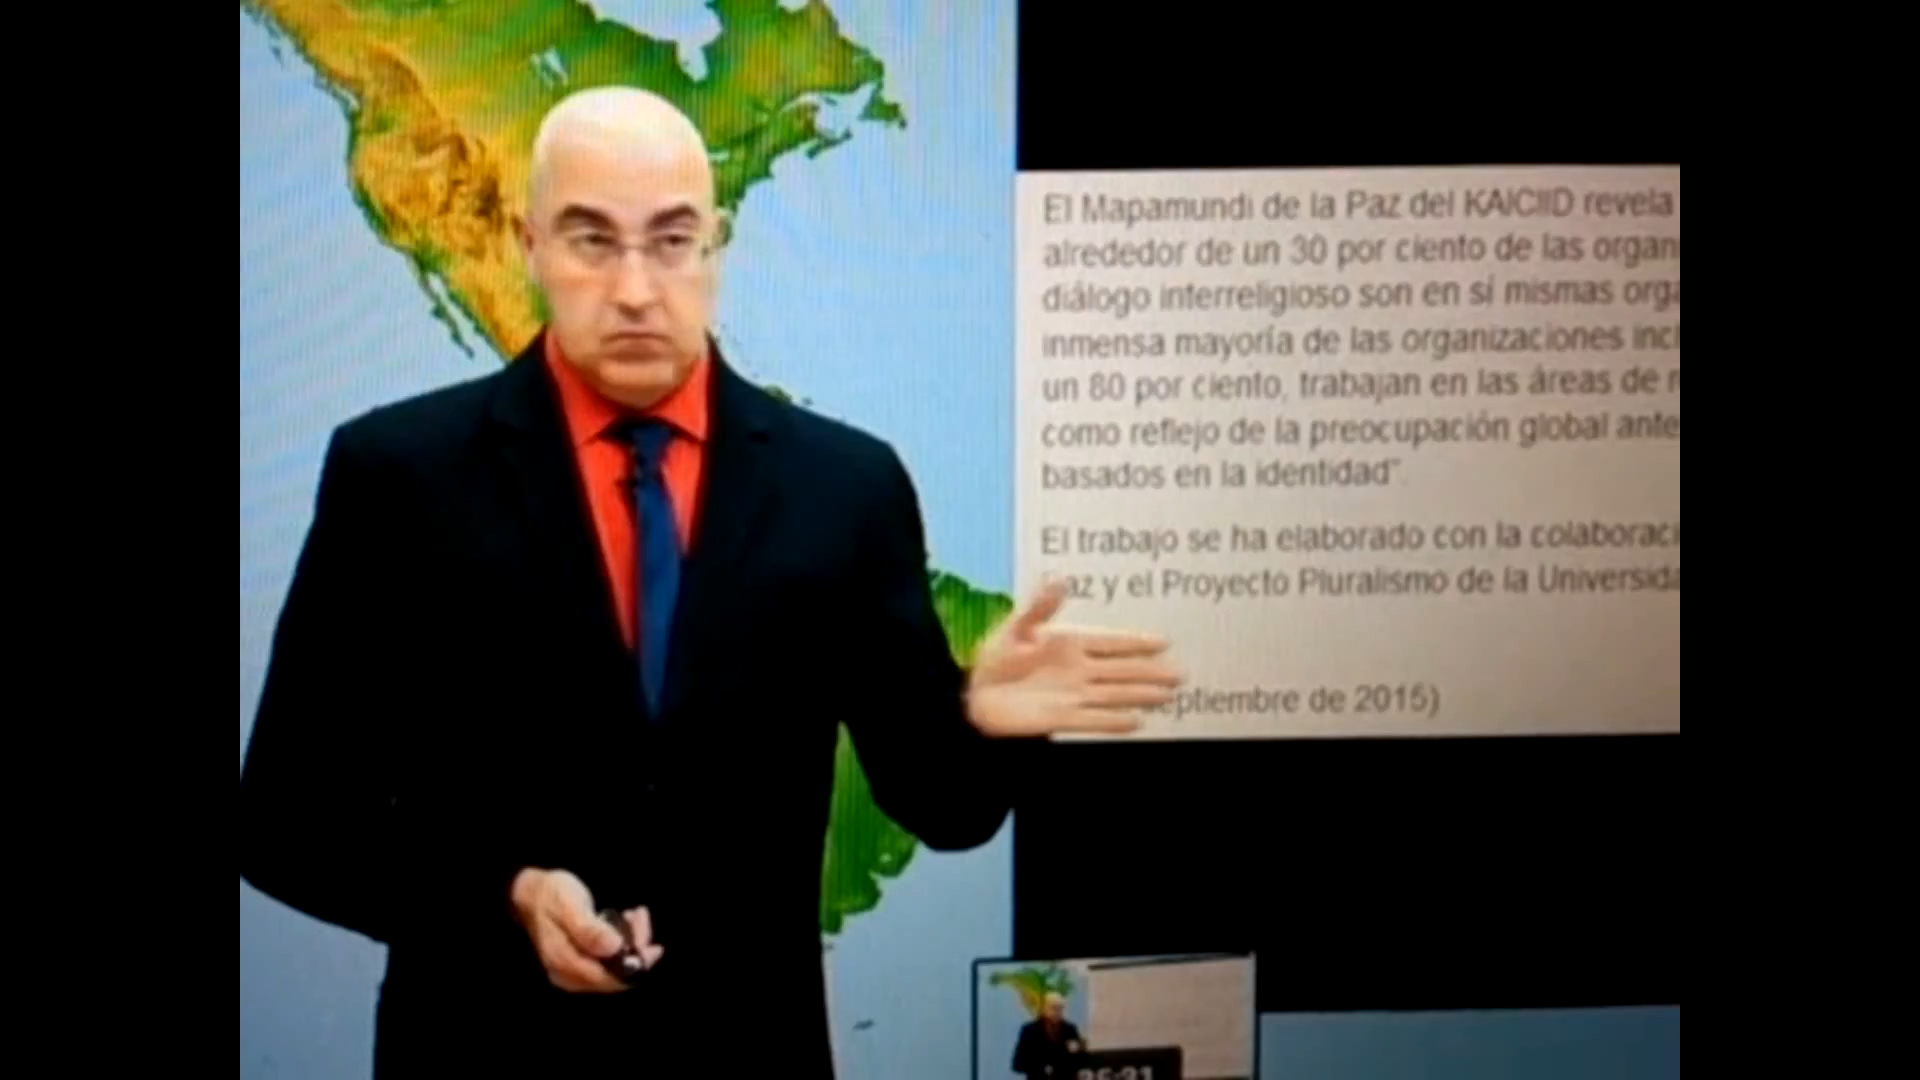 El Mapamundi de la Paz del KAICIID revela
alrededor de un 30 por ciento de las organ
diálogo interreligioso son en sí mismas orga
inmensa mayoría de las organizaciones incl
un 80 por ciento, trabajan en las áreas de r
como reflejo de la preocupación global ante
basados en la identidad”.
El trabajo se ha elaborado con la colaboraci
Paz y el Proyecto Pluralismo de la Universida
septiembre de 2015)